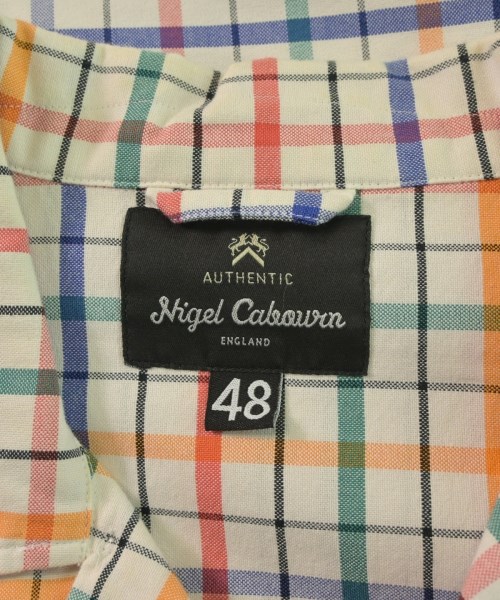 AUTHENTIC
Nigel Cabourn
ENGLAND
48